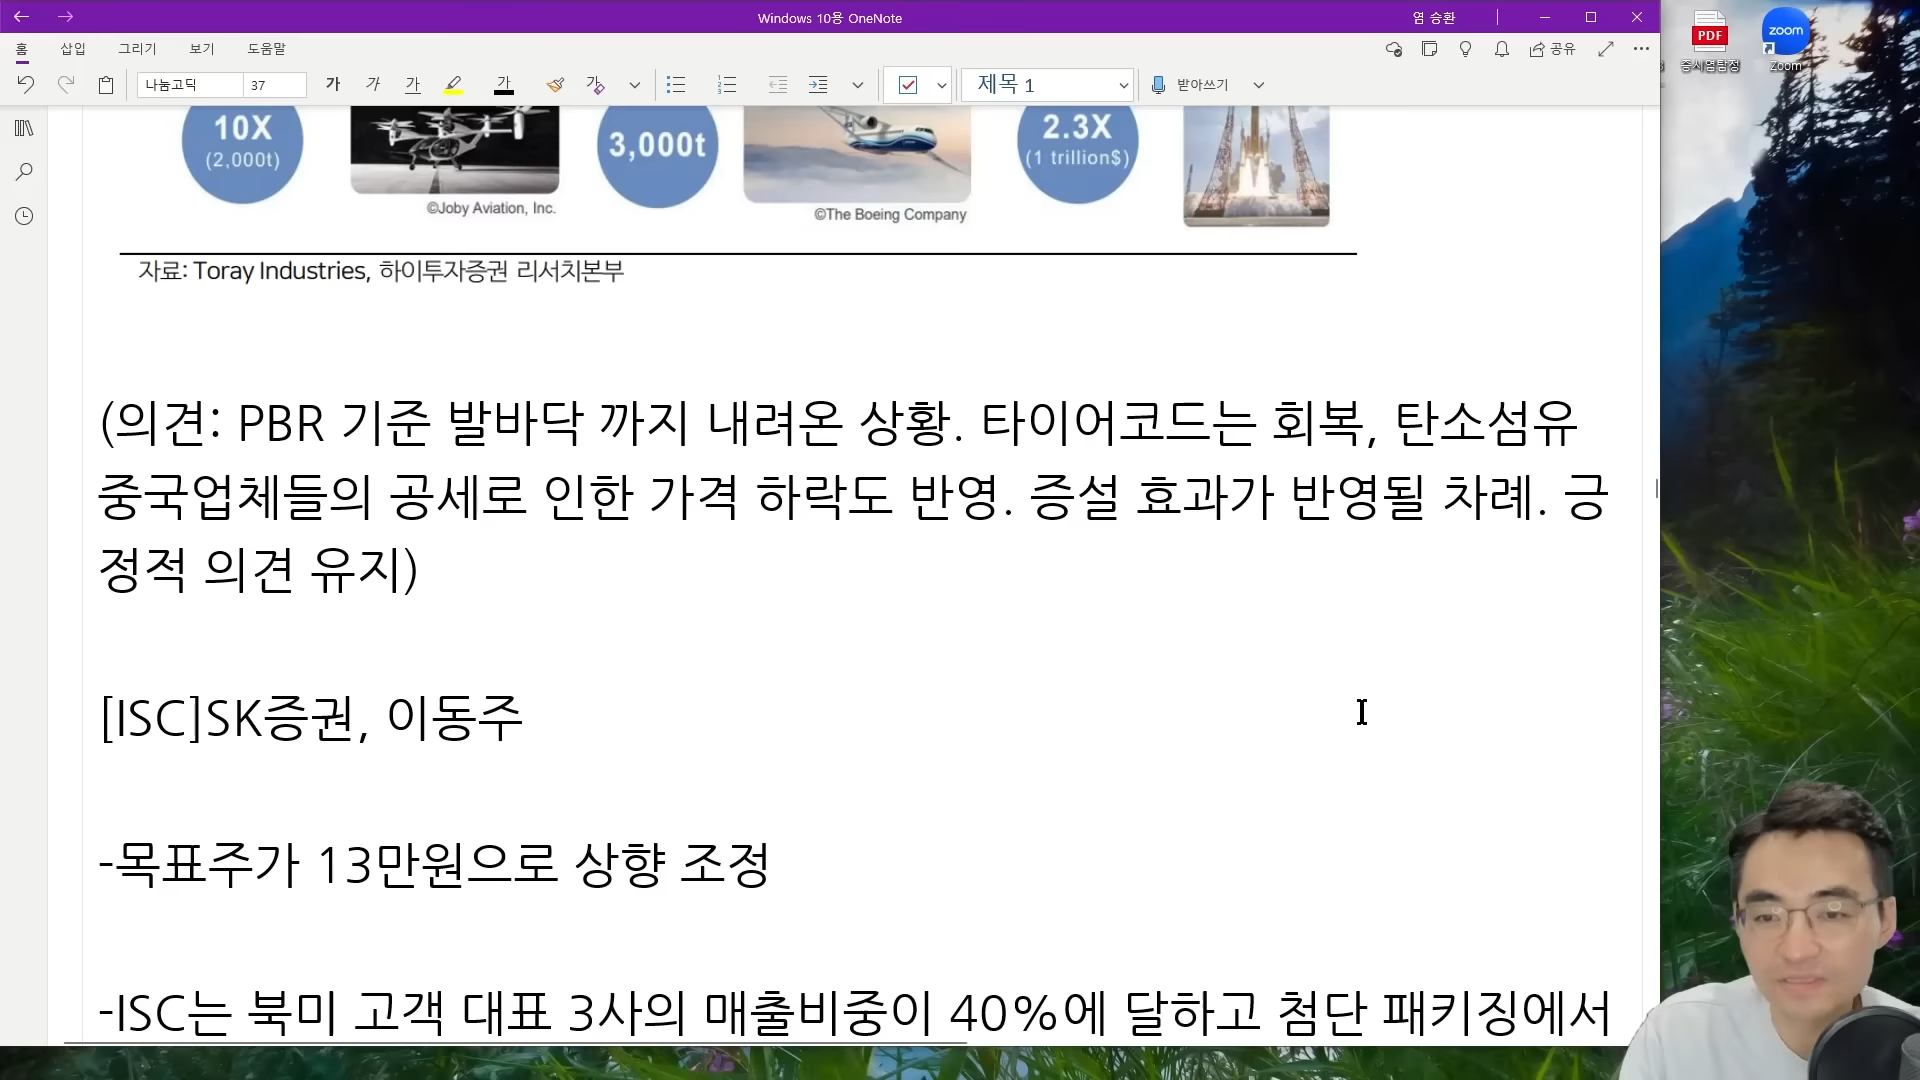 Windows 10용 OneNote
염 승환
홈 삽입 그리기 보기 도움말
공유
나눔고딕 37 가 가 가 가 제목 1 받아쓰기
PDF
zoom
Zoom
10X
(2,000t)
3,000t
2.3X
(1 trillion$)
©Joby Aviation, Inc.
©The Boeing Company
자료: Toray Industries, 하이투자증권 리서치본부
(의견: PBR 기준 발바닥 까지 내려온 상황. 타이어코드는 회복, 탄소섬유
중국업체들의 공세로 인한 가격 하락도 반영. 증설 효과가 반영될 차례. 긍
정적 의견 유지)
[ISC]SK증권, 이동주
-목표주가 13만원으로 상향 조정
-ISC는 북미 고객 대표 3사의 매출비중이 40%에 달하고 첨단 패키징에서